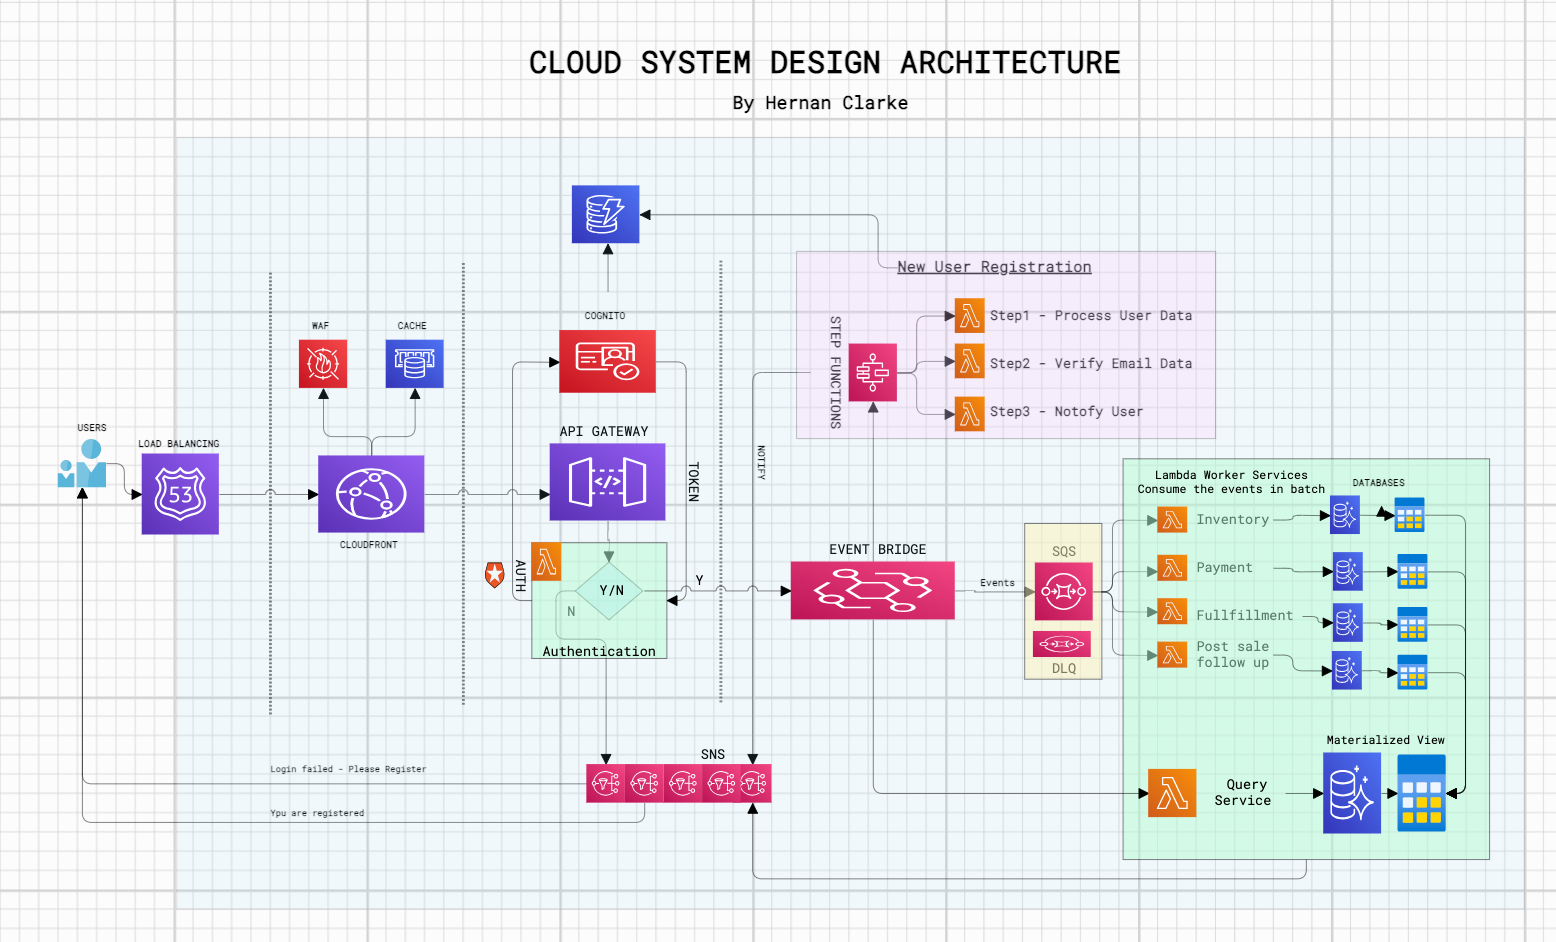 CLOUD SYSTEM DESIGN ARCHITECTURE
By Hernan Clarke
New User Registration
COGNITO
WAF
CACHE
STEP FUNCTIONS
Step1 - Process User Data
Step2 - Verify Email Data
Step3 - Notofy User
USERS
LOAD BALANCING
53
CLOUDFRONT
API GATEWAY
</>
TOKEN
AUTH
NOTIFY
Y/N
N
Y
Authentication
EVENT BRIDGE
Events
SQS
DLQ
Lambda Worker Services
Consume the events in batch
DATABASES
Inventory
Payment
Fullfillment
Post sale
follow up
Materialized View
Query
Service
SNS
Login failed - Please Register
Ypu are registered